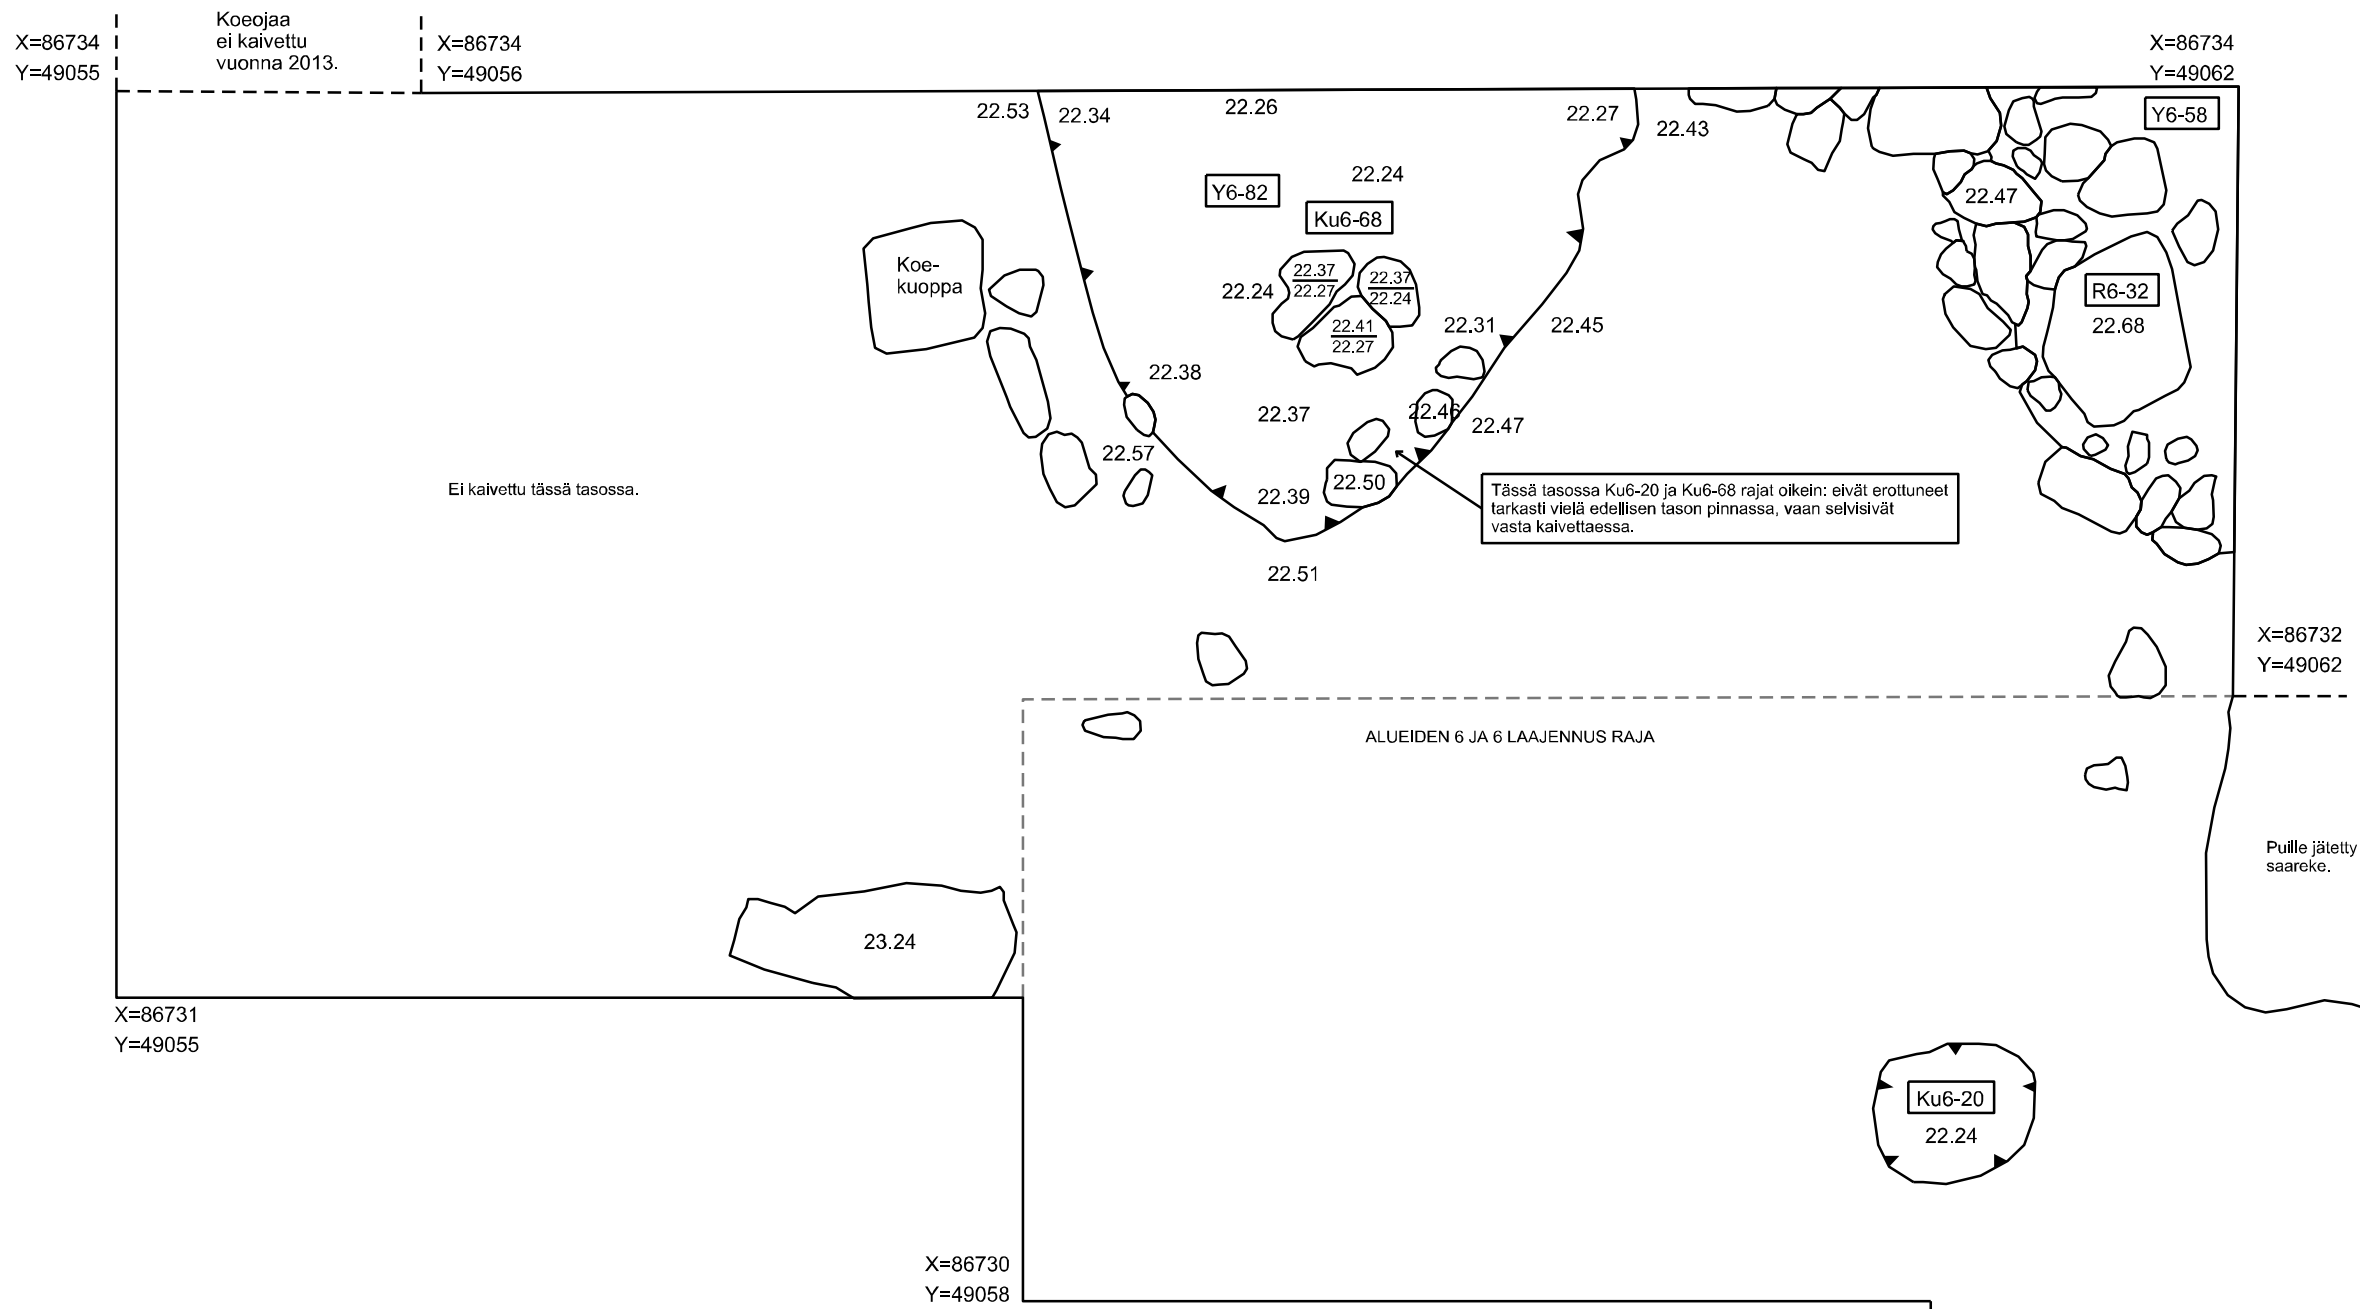 Koeojaa
ei kaivettu
vuonna 2013.
X=86734
Y=49055
X=86734
Y=49056
X=86734
Y=49062
22.53
22.34
22.26
22.27
22.43
Y6-58
Y6-82
22.24
Ku6-68
22.47
Koe-
kuoppa
22.24
22.37
22.27
22.37
22.24
22.41
22.27
22.31
22.45
R6-32
22.68
22.38
22.37
22.46
22.47
22.57
22.39
22.50
Ei kaivettu tässä tasossa.
Tässä tasossa Ku6-20 ja Ku6-68 rajat oikein: eivät erottuneet
tarkasti vielä edellisen tason pinnassa, vaan selvisivät
vasta kaivettaessa.
22.51
X=86732
Y=49062
ALUEIDEN 6 JA 6 LAAJENNUS RAJA
Puille jätetty
saareke.
23.24
X=86731
Y=49055
Ku6-20
22.24
X=86730
Y=49058